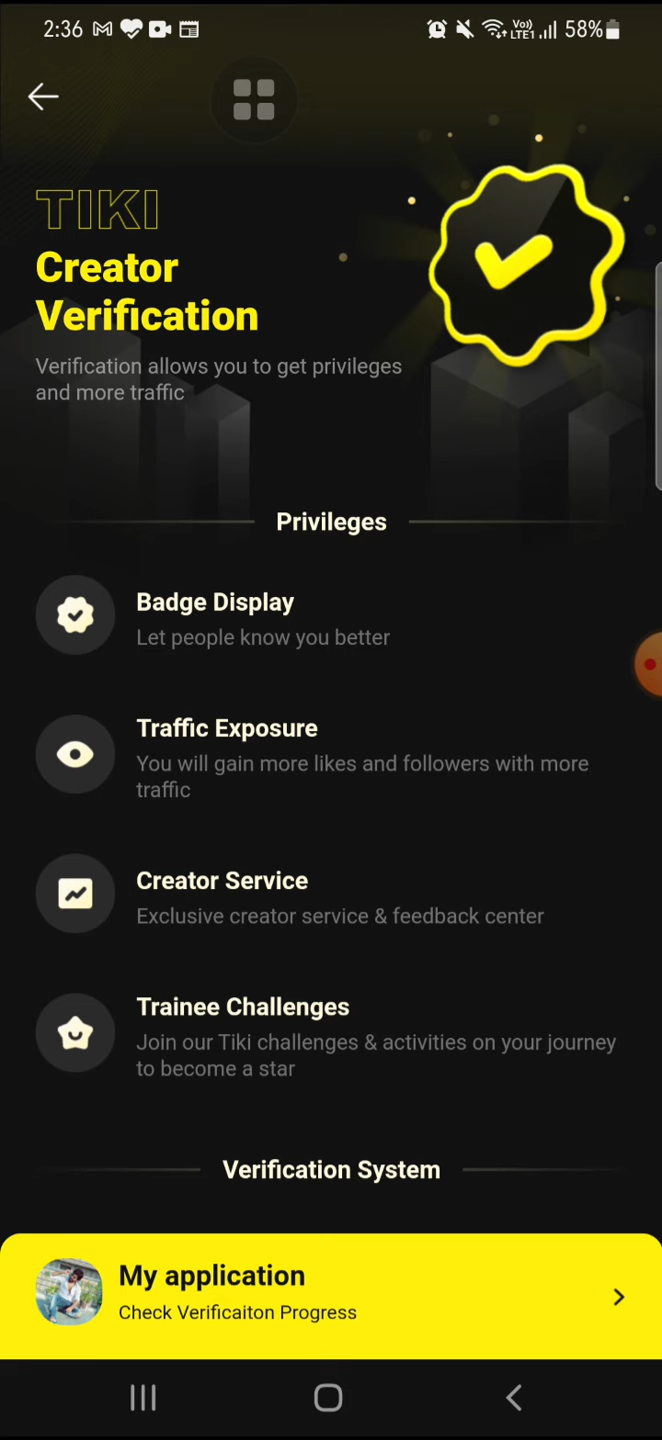 2:36
Vo))
LTE1
58%
TIKI
Creator
Verification
Verification allows you to get privileges
and more traffic
Privileges
Badge Display
Let people know you better
Traffic Exposure
You will gain more likes and followers with more
traffic
Creator Service
Exclusive creator service & feedback center
Trainee Challenges
Join our Tiki challenges & activities on your journey
to become a star
Verification System
My application
Check Verificaiton Progress